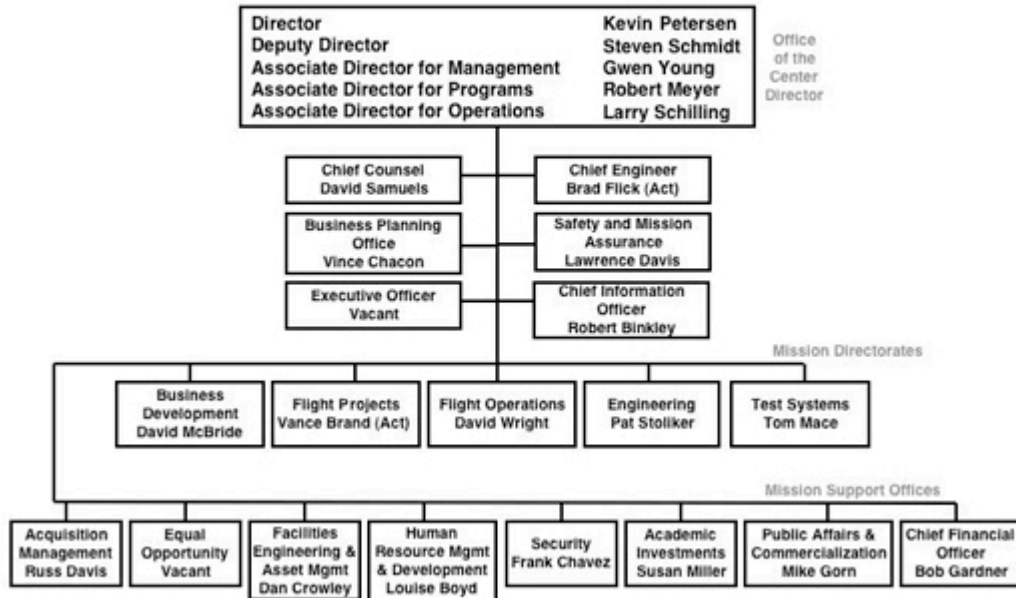 Director Kevin Petersen
Deputy Director Steven Schmidt
Associate Director for Management Gwen Young
Associate Director for Programs Robert Meyer
Associate Director for Operations Larry Schilling
Office
of the
Center
Director
Chief Counsel
David Samuels
Chief Engineer
Brad Flick (Act)
Business Planning
Office
Vince Chacon
Safety and Mission
Assurance
Lawrence Davis
Executive Officer
Vacant
Chief Information
Officer
Robert Binkley
Mission Directorates
Business
Development
David McBride
Flight Projects
Vance Brand (Act)
Flight Operations
David Wright
Engineering
Pat Stoliker
Test Systems
Tom Mace
Mission Support Offices
Acquisition
Management
Russ Davis
Equal
Opportunity
Vacant
Facilities
Engineering &
Asset Mgmt
Dan Crowley
Human
Resource Mgmt
& Development
Louise Boyd
Security
Frank Chavez
Academic
Investments
Susan Miller
Public Affairs &
Commercialization
Mike Gorn
Chief Financial
Officer
Bob Gardner